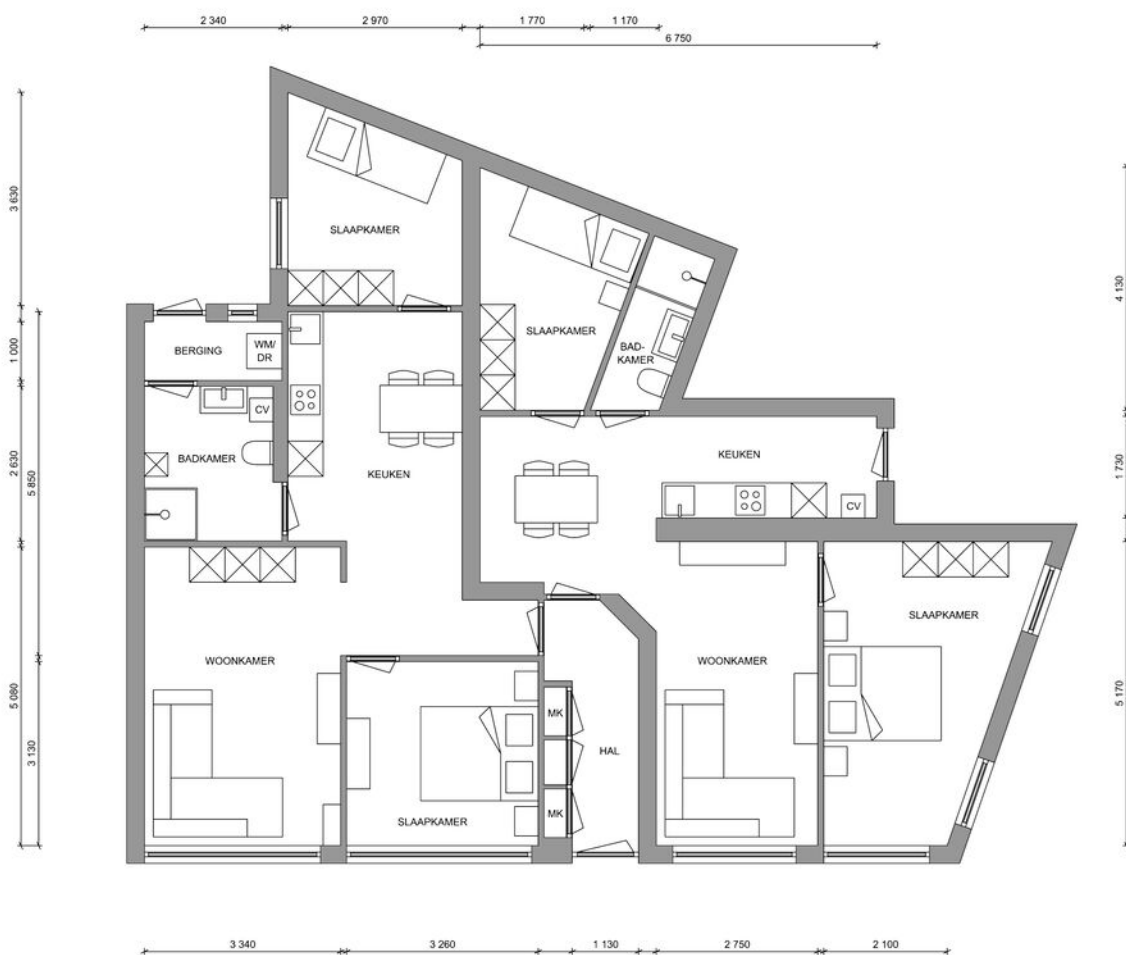 2 340
2 970
1 770
1 170
6 750
3 630
1 000
2 630
5 850
5 080
3 130
4 130
1 730
5 170
SLAAPKAMER
BERGING
WM/
DR
SLAAPKAMER
BAD-
KAMER
CV
BADKAMER
KEUKEN
KEUKEN
CV
SLAAPKAMER
WOONKAMER
WOONKAMER
MK
HAL
MK
SLAAPKAMER
3 340
3 260
1 130
2 750
2 100